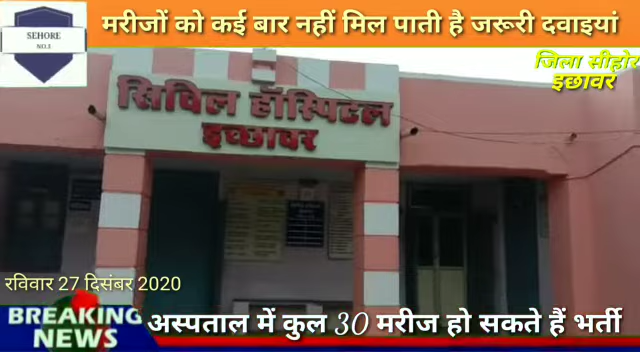 मरीजों को कई बार नहीं मिल पाती है जरूरी दवाइयां
SEHORE
NO.1
जिला सीहोर
इछावर
सिविल हॉस्पिटल
इच्छावर
रविवार 27 दिसंबर 2020
BREAKING
NEWS
अस्पताल में कुल 30 मरीज हो सकते हैं भर्ती